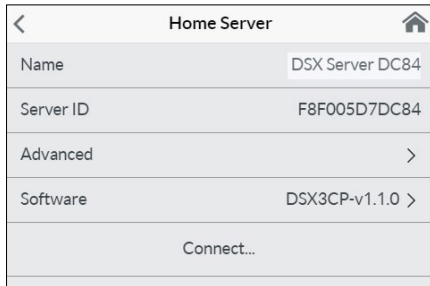 Home Server
Name DSX Server DC84
Server ID F8F005D7DC84
Advanced
Software DSX3CP-v1.1.0
Connect...